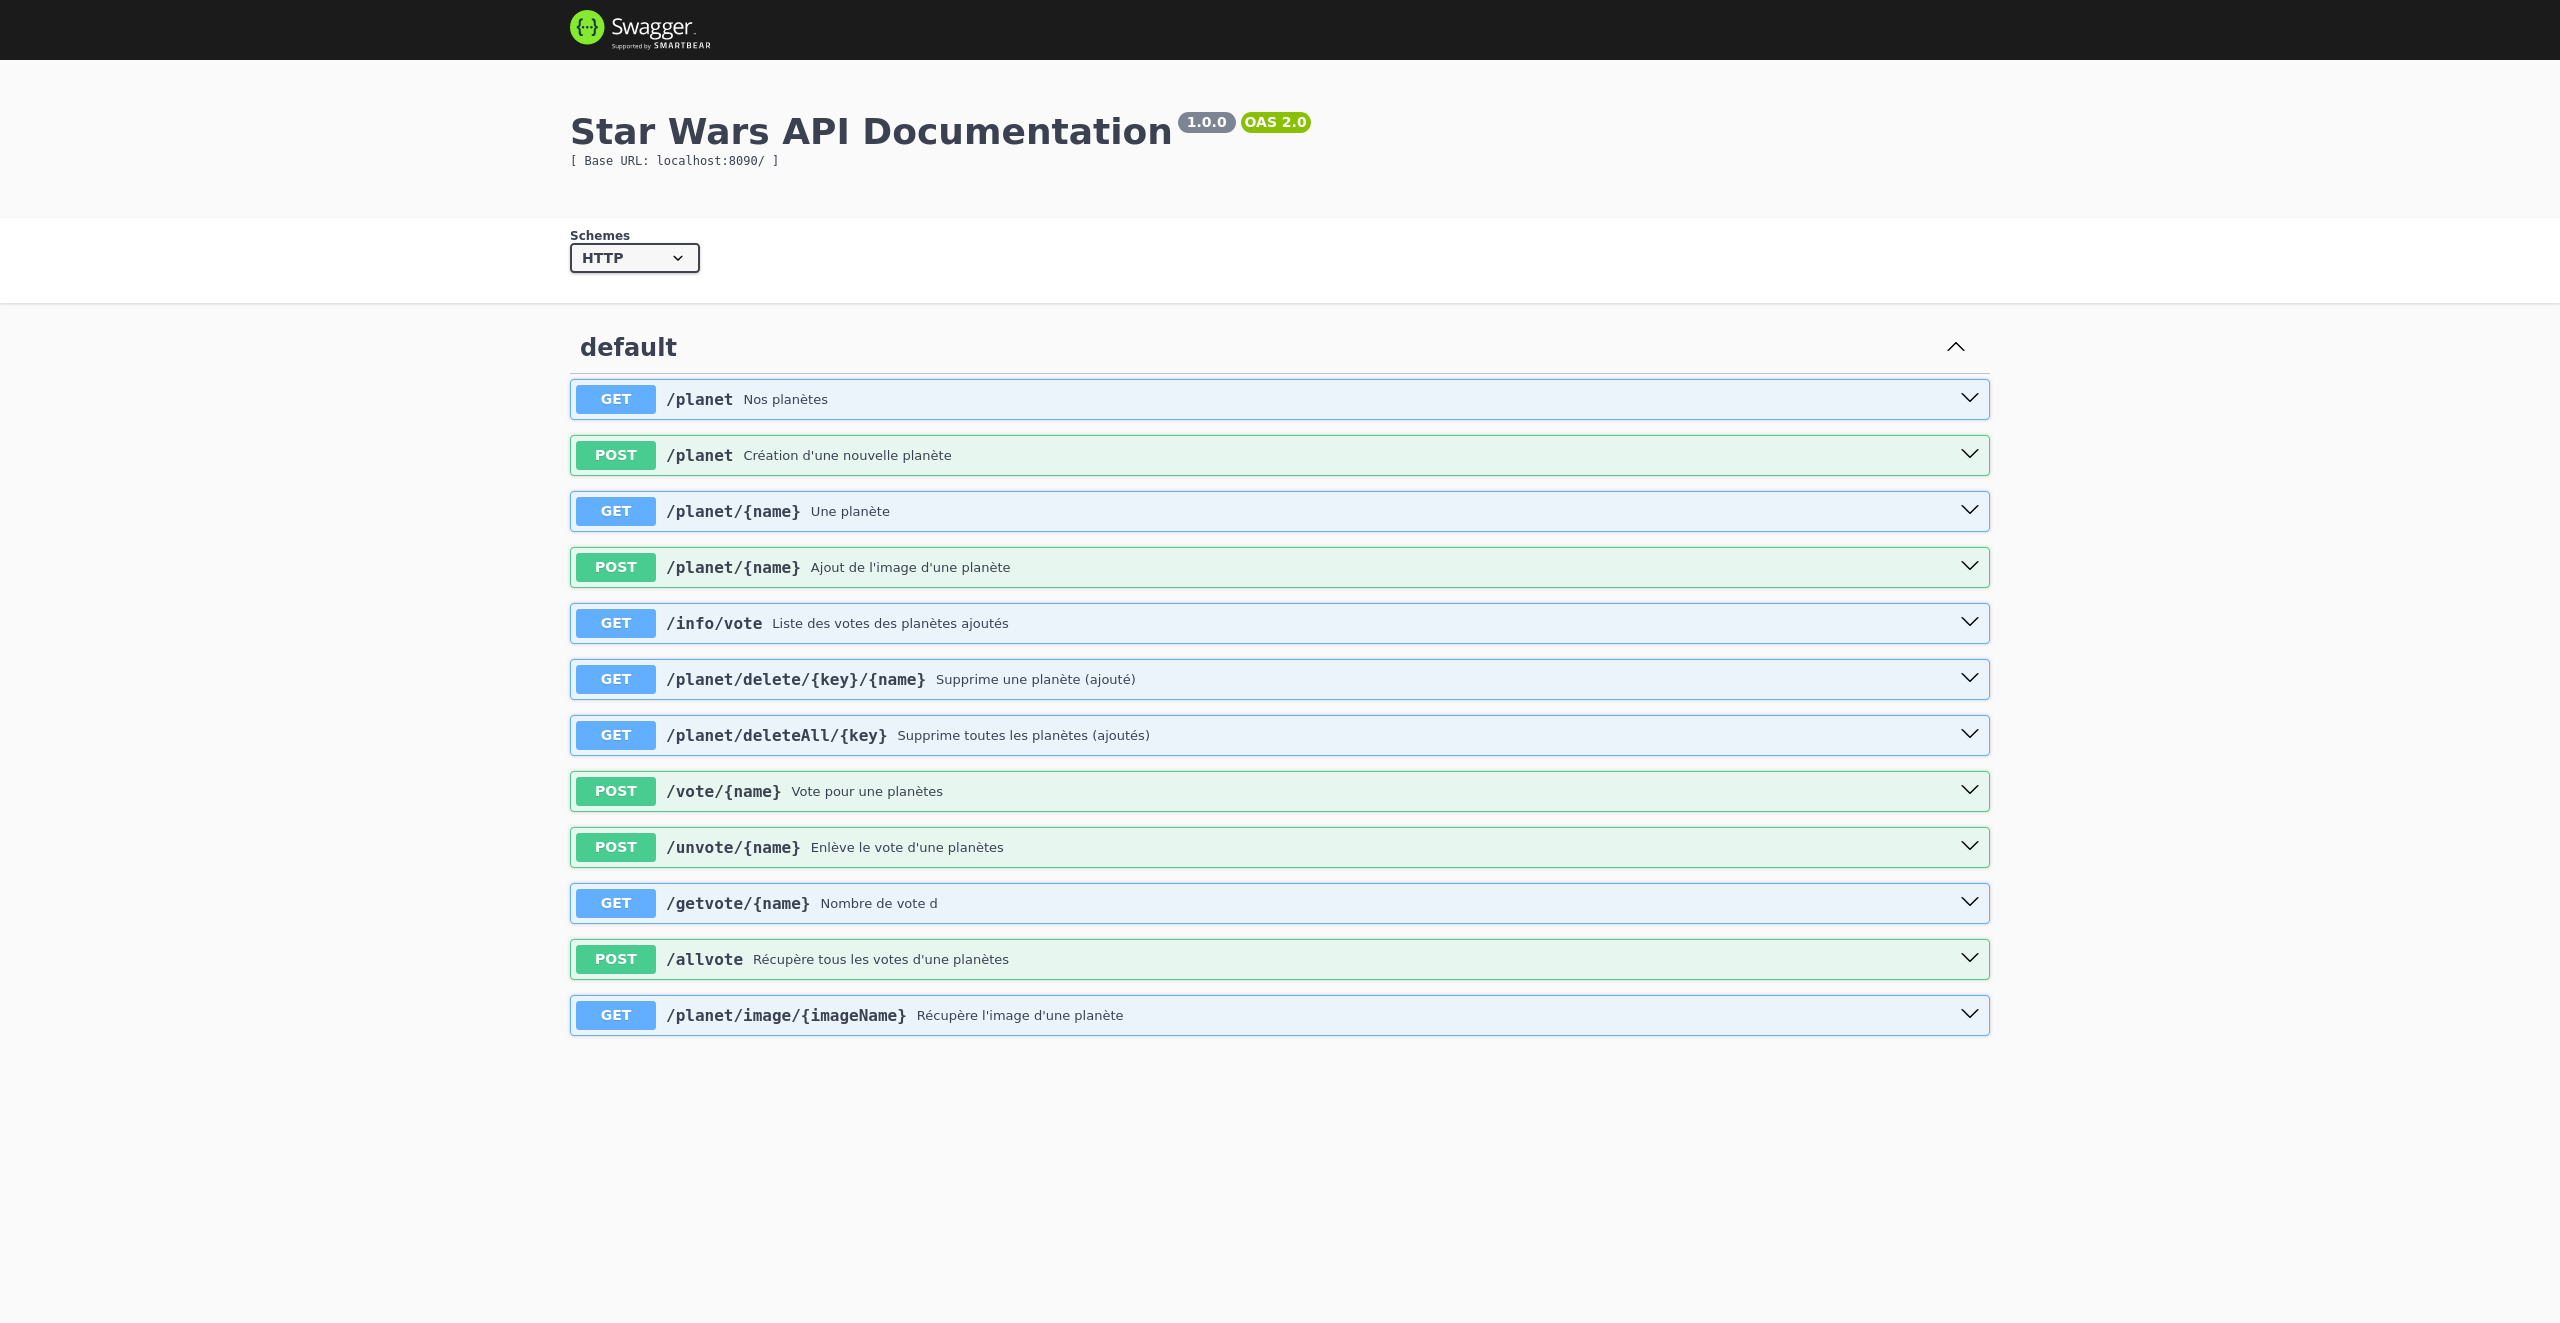 Swagger
Supported by SMARTBEAR
Star Wars API Documentation 1.0.0 OAS 2.0
[ Base URL: localhost:8090/ ]
Schemes
HTTP
default
GET /planet Nos planètes
POST /planet Création d'une nouvelle planète
GET /planet/{name} Une planète
POST /planet/{name} Ajout de l'image d'une planète
GET /info/vote Liste des votes des planètes ajoutés
GET /planet/delete/{key}/{name} Supprime une planète (ajouté)
GET /planet/deleteAll/{key} Supprime toutes les planètes (ajoutés)
POST /vote/{name} Vote pour une planètes
POST /unvote/{name} Enlève le vote d'une planètes
GET /getvote/{name} Nombre de vote d
POST /allvote Récupère tous les votes d'une planètes
GET /planet/image/{imageName} Récupère l'image d'une planète